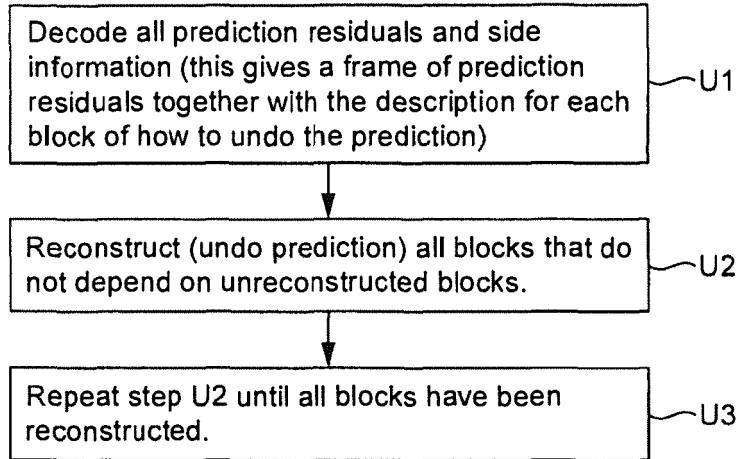 Decode all prediction residuals and side
information (this gives a frame of prediction
residuals together with the description for each
block of how to undo the prediction)
U1
Reconstruct (undo prediction) all blocks that do
not depend on unreconstructed blocks.
U2
Repeat step U2 until all blocks have been
reconstructed.
U3